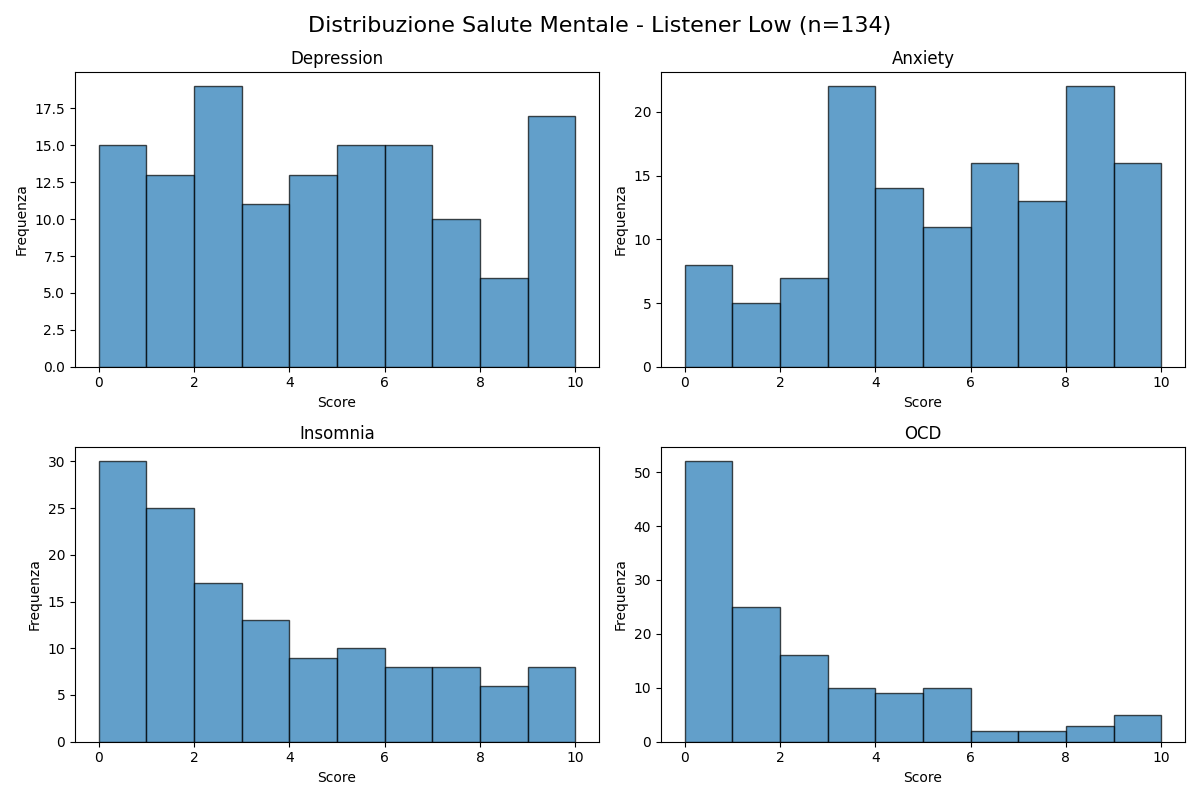 Distribuzione Salute Mentale - Listener Low (n=134)
Depression
Anxiety
17.5
15.0
12.5
10.0
7.5
5.0
2.5
0.0
Frequenza
0 2 4 6 8 10
Score
20
15
10
5
0
Frequenza
0 2 4 6 8 10
Score
Insomnia
OCD
30
25
20
15
10
5
0
Frequenza
0 2 4 6 8 10
Score
50
40
30
20
10
0
Frequenza
0 2 4 6 8 10
Score